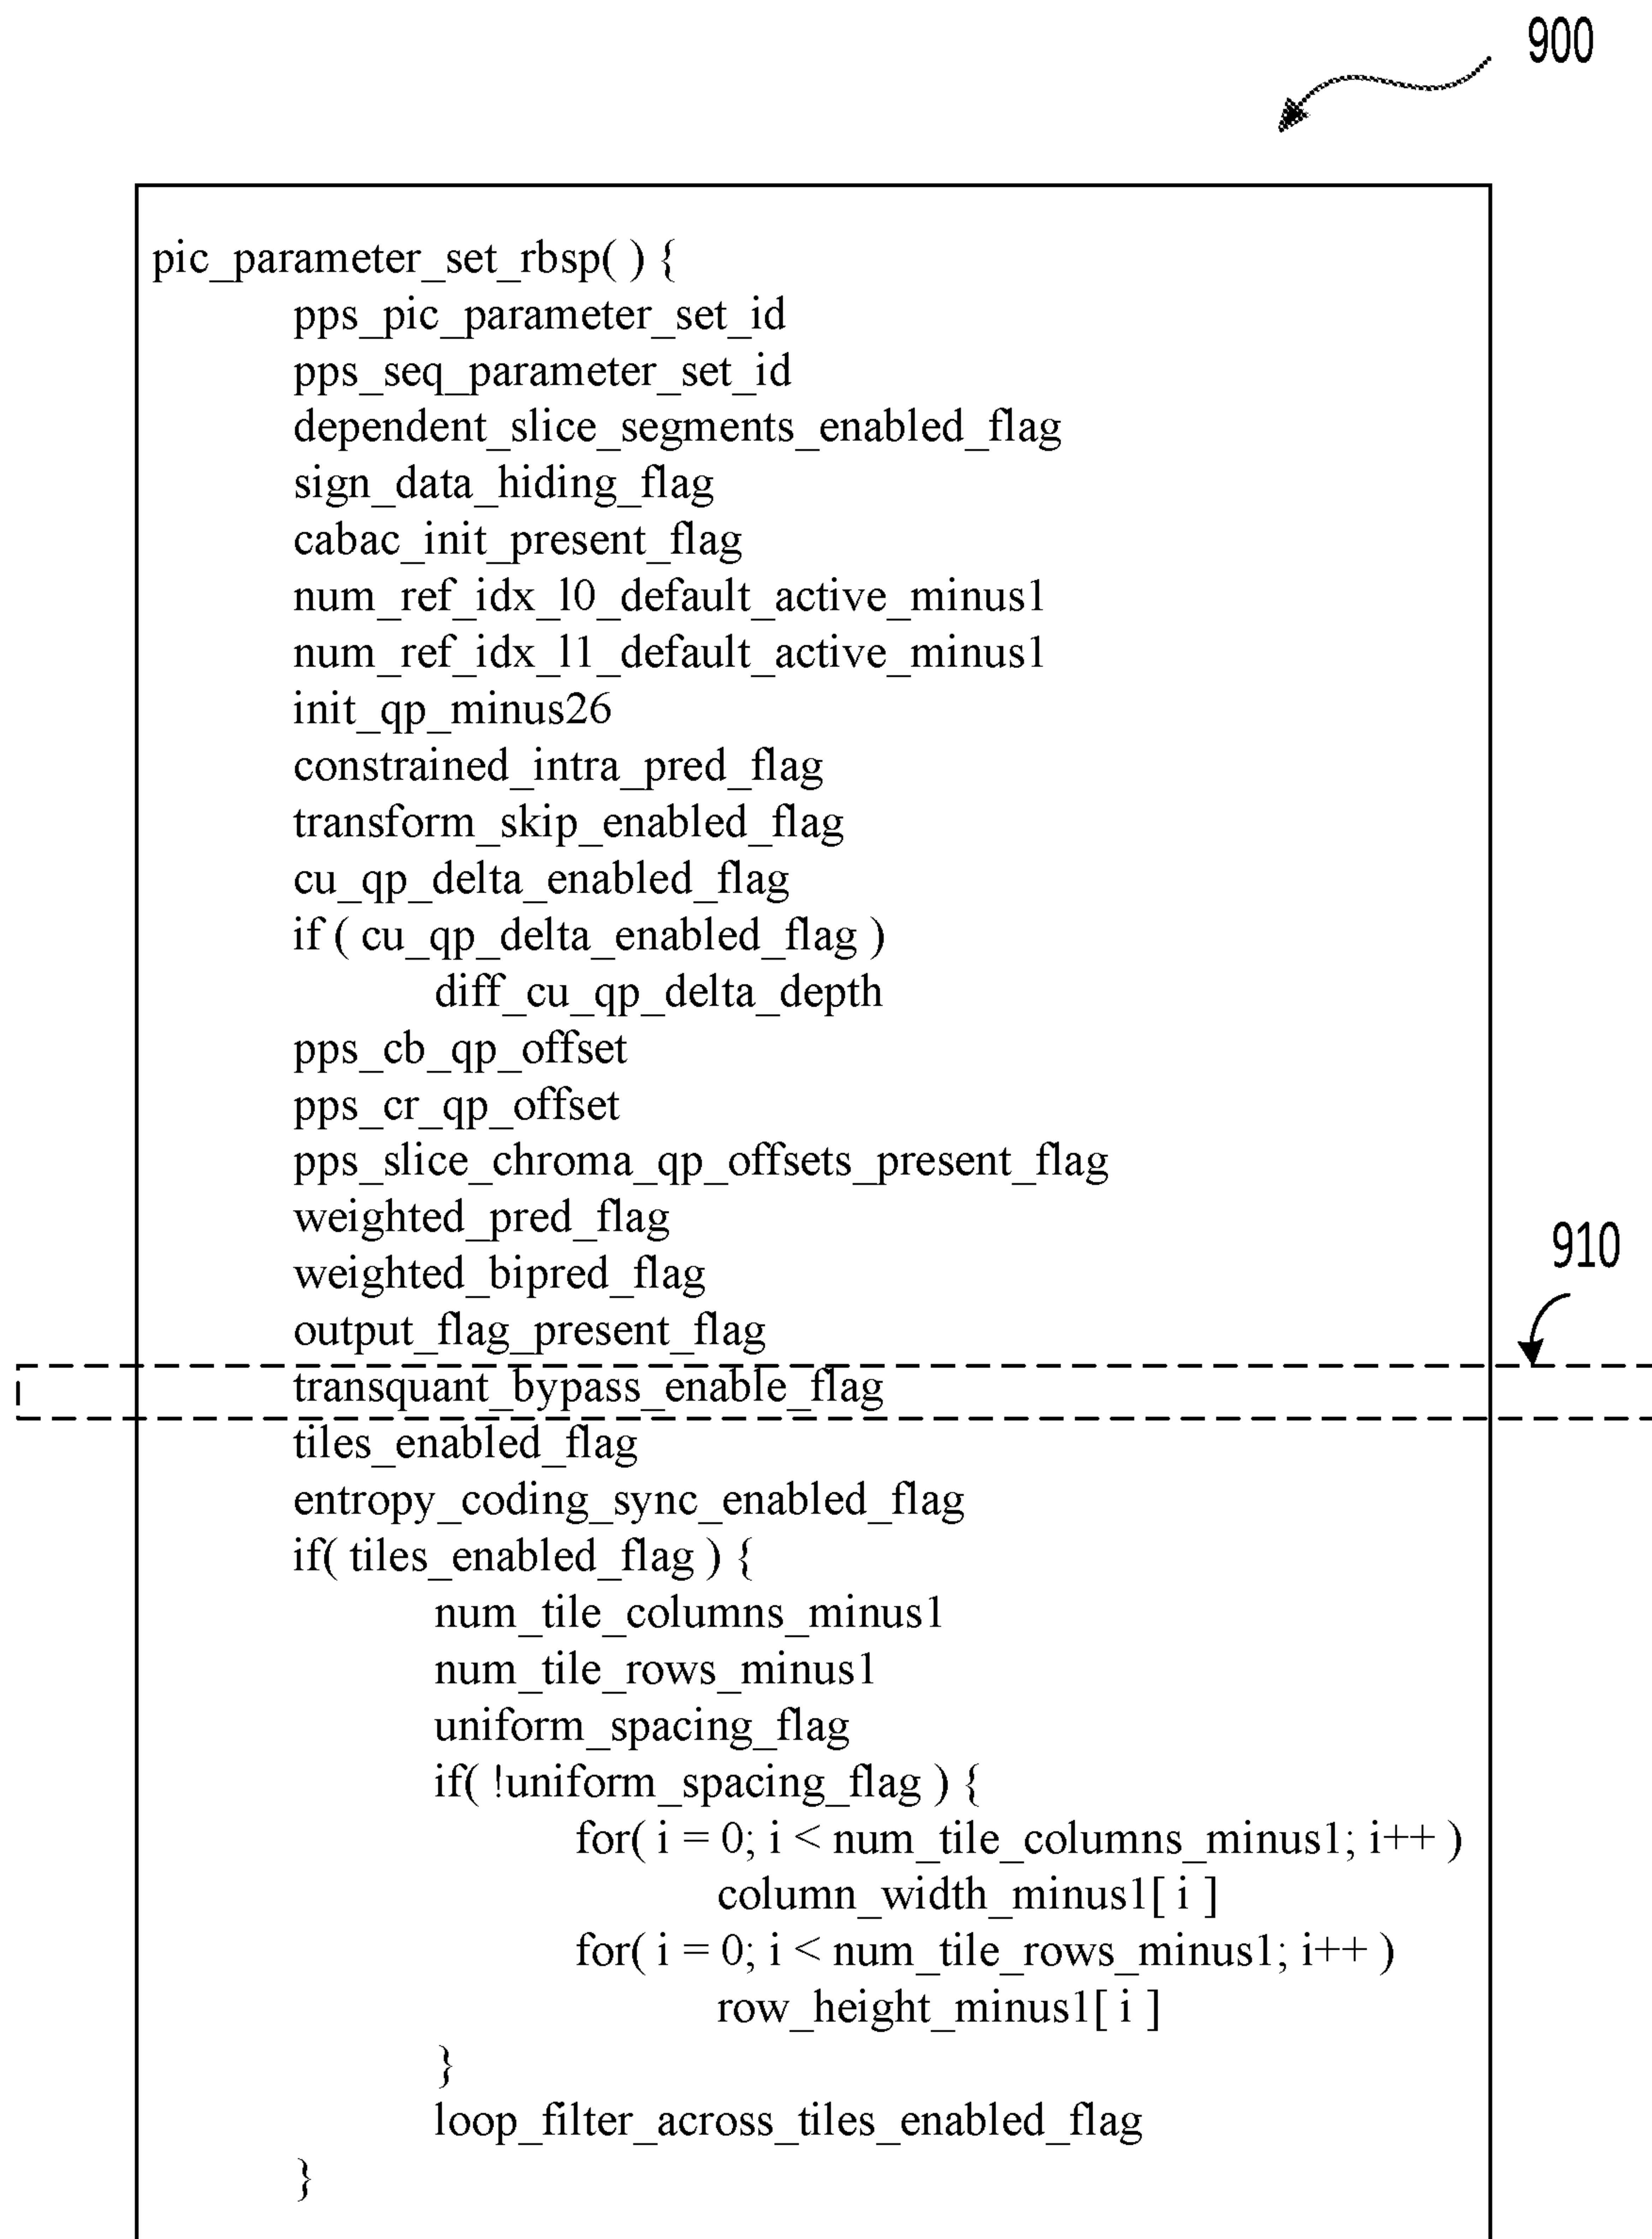 900
pic_parameter_set_rbsp( ) {
pps_pic_parameter_set_id
pps_seq_parameter_set_id
dependent_slice_segments_enabled_flag
sign_data_hiding_flag
cabac_init_present_flag
num_ref_idx_l0_default_active_minus1
num_ref_idx_l1_default_active_minus1
init_qp_minus26
constrained_intra_pred_flag
transform_skip_enabled_flag
cu_qp_delta_enabled_flag
if ( cu_qp_delta_enabled_flag )
diff_cu_qp_delta_depth
pps_cb_qp_offset
pps_cr_qp_offset
pps_slice_chroma_qp_offsets_present_flag
weighted_pred_flag
weighted_bipred_flag
910
output_flag_present_flag
transquant_bypass_enable_flag
tiles_enabled_flag
entropy_coding_sync_enabled_flag
if( tiles_enabled_flag ) {
num_tile_columns_minus1
num_tile_rows_minus1
uniform_spacing_flag
if( !uniform_spacing_flag ) {
for( i = 0; i < num_tile_columns_minus1; i++ )
column_width_minus1[ i ]
for( i = 0; i < num_tile_rows_minus1; i++ )
row_height_minus1[ i ]
}
loop_filter_across_tiles_enabled_flag
}